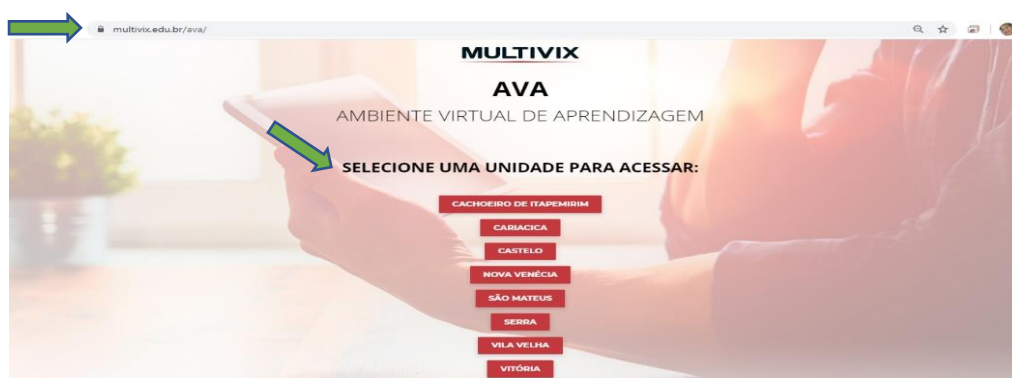 multivix.edu.br/ava/
MULTIVIX
AVA
AMBIENTE VIRTUAL DE APRENDIZAGEM
SELECIONE UMA UNIDADE PARA ACESSAR:
CACHOEIRO DE ITAPEMIRIM
CARIACICA
CASTELO
NOVA VENÉCIA
SÃO MATEUS
SERRA
VILA VELHA
VITÓRIA